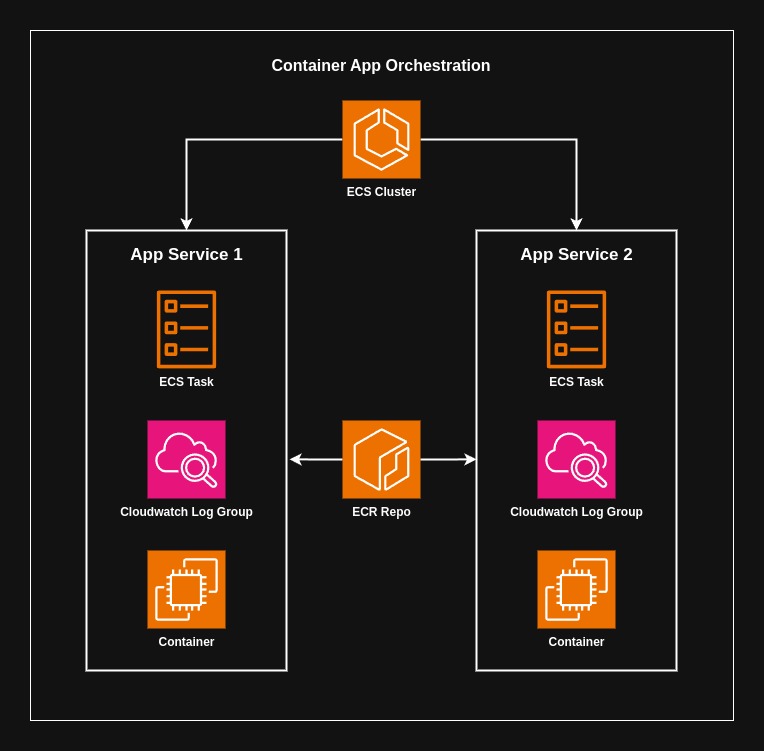 Container App Orchestration
ECS Cluster
App Service 1
ECS Task
Cloudwatch Log Group
Container
ECR Repo
App Service 2
ECS Task
Cloudwatch Log Group
Container